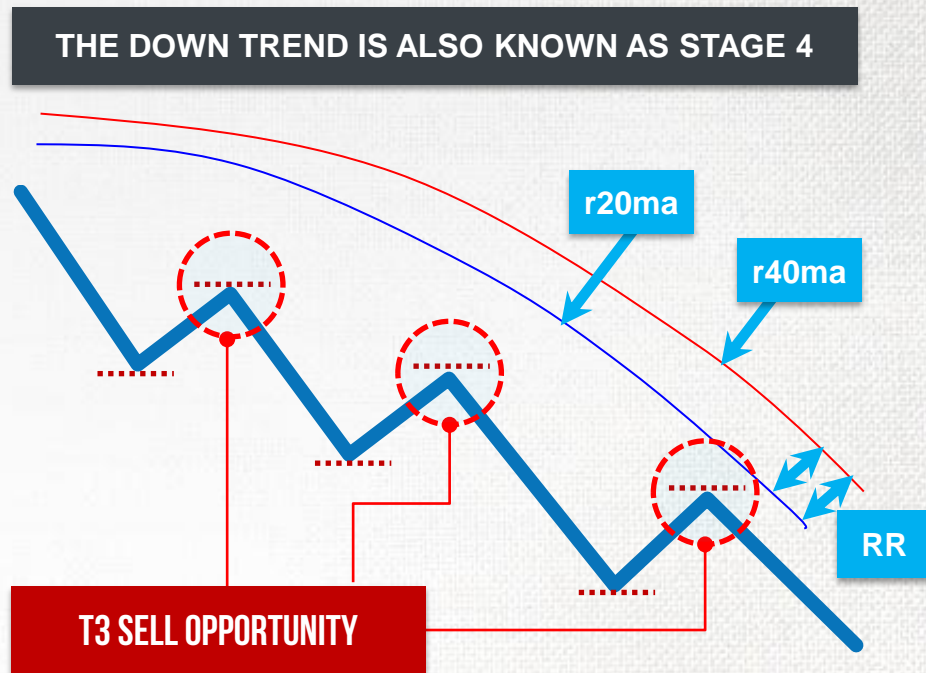 THE DOWN TREND IS ALSO KNOWN AS STAGE 4
r20ma
r40ma
RR
T3 SELL OPPORTUNITY